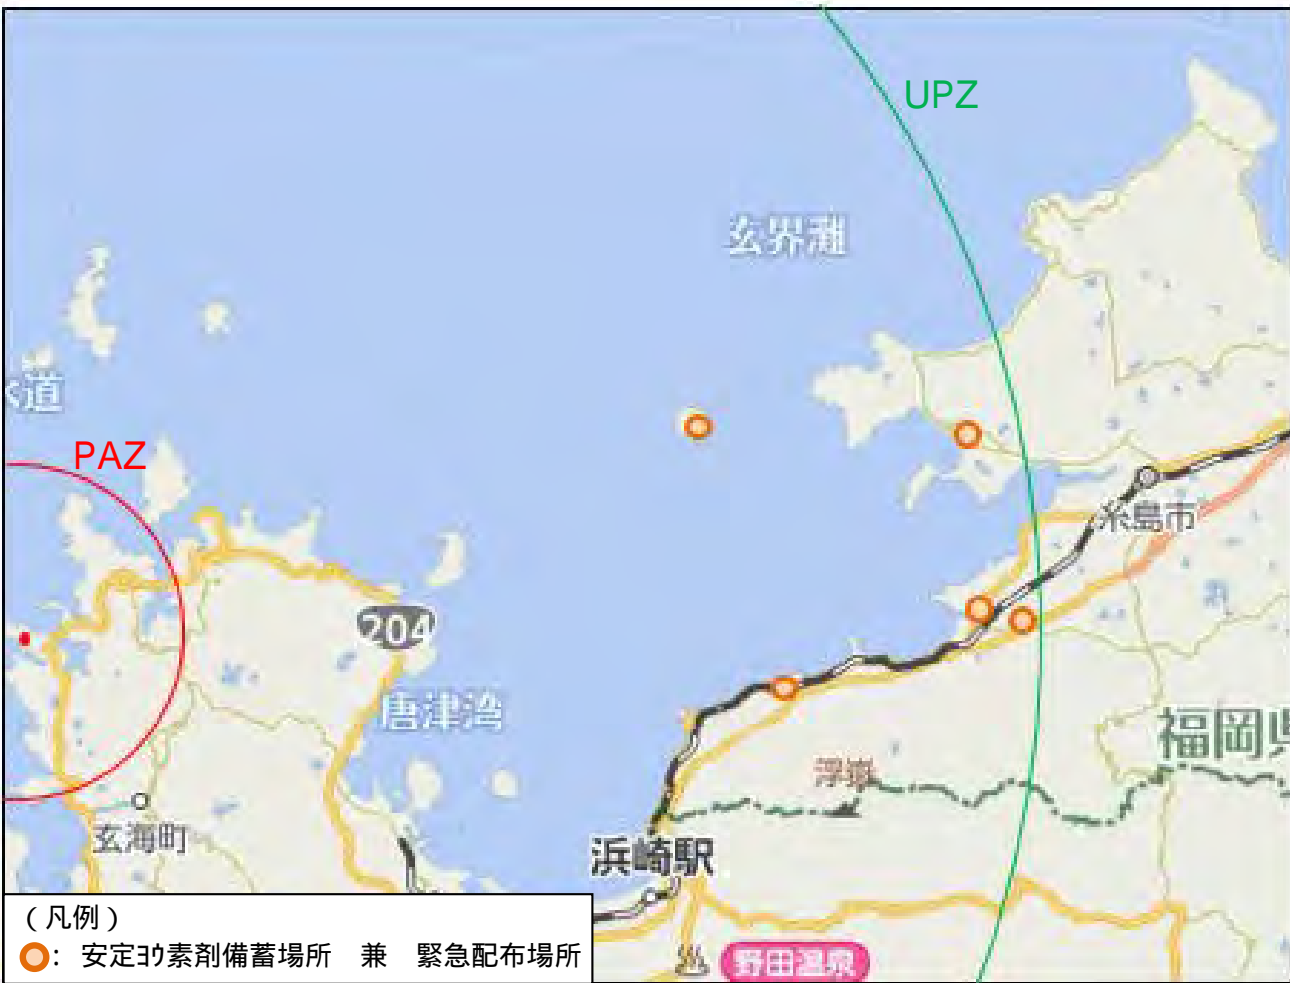 UPZ
玄界灘
道
PAZ
糸島市
204
唐津湾
福岡県
浮嶽
玄海町
浜崎駅
(凡例)
: 安定ヨウ素剤備蓄場所 兼 緊急配布場所
野田温泉